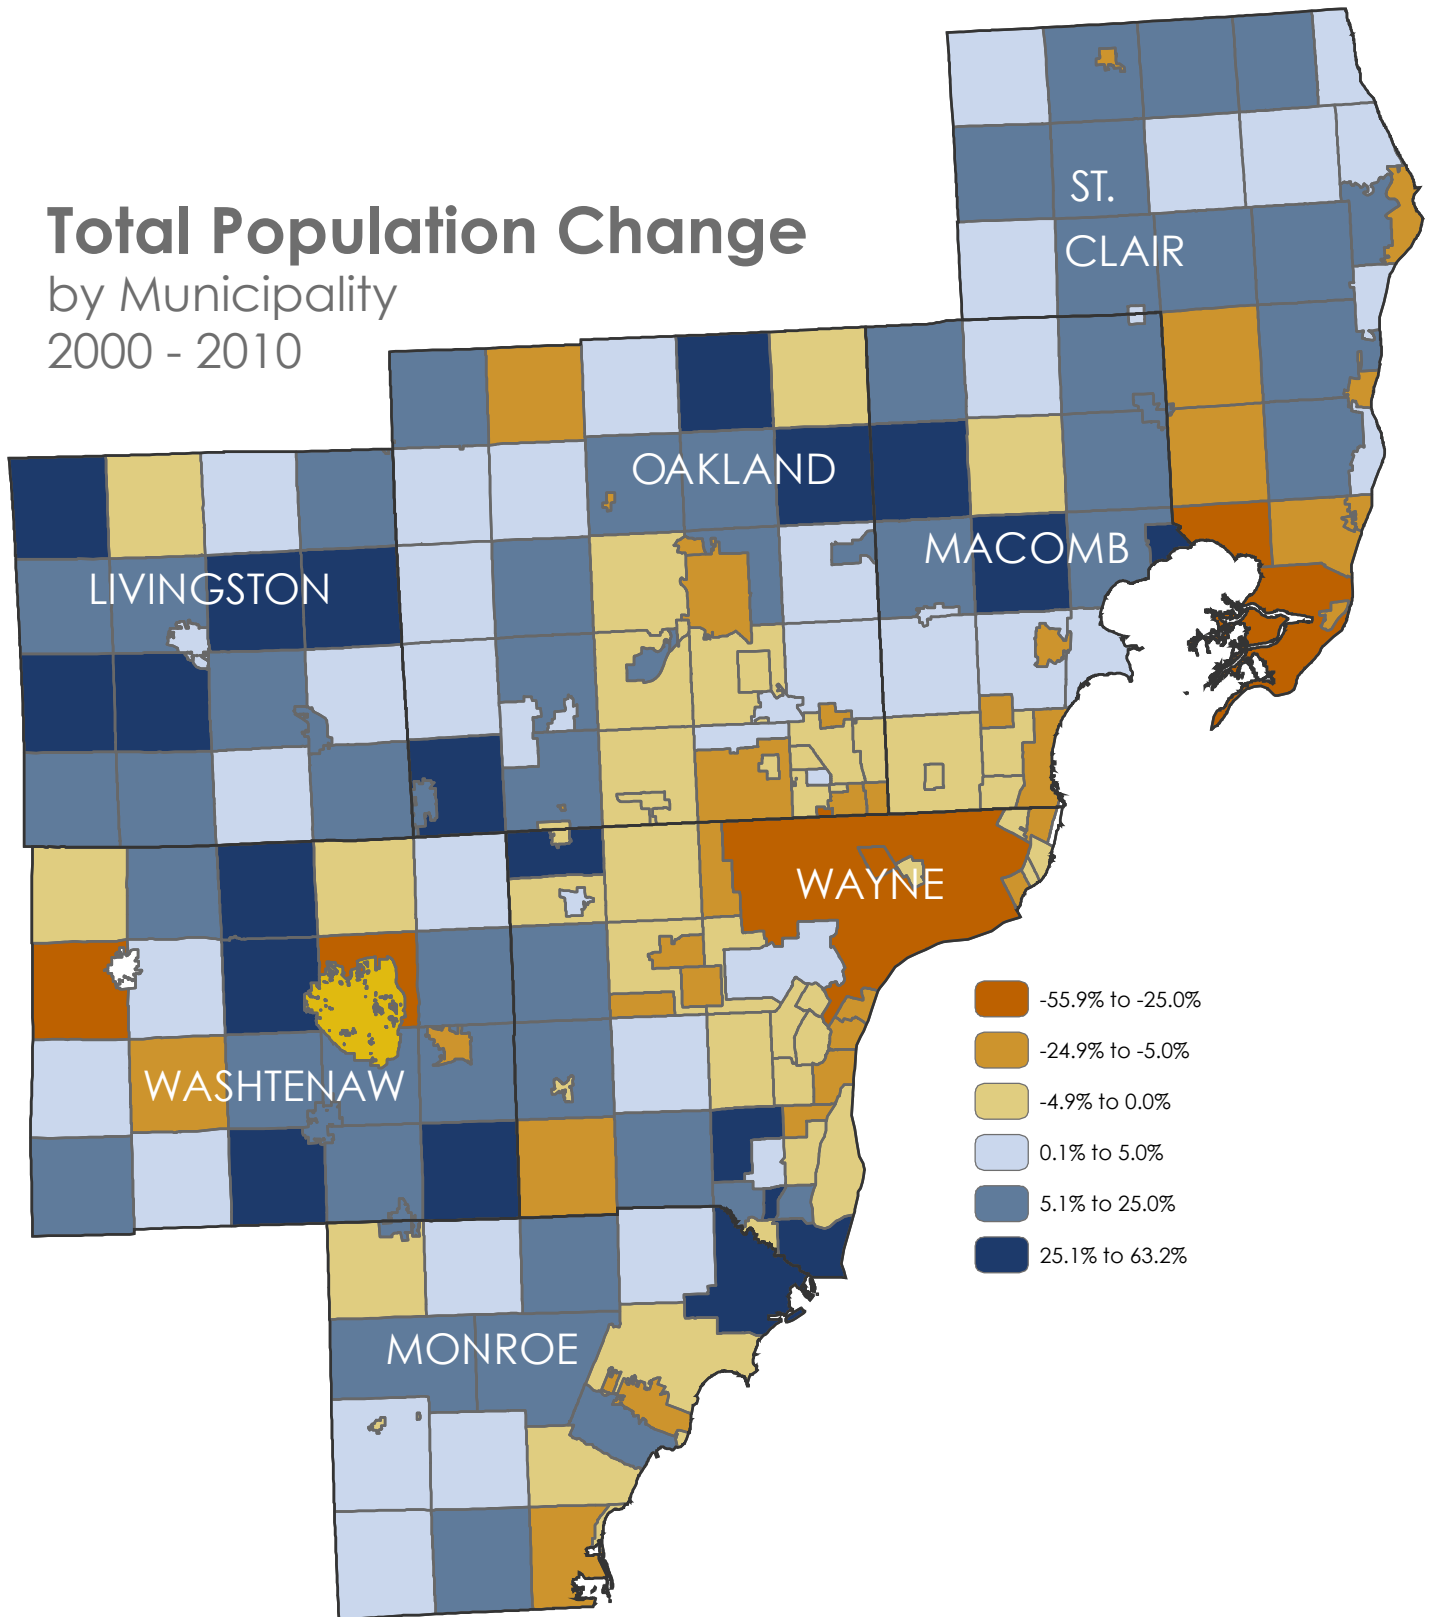 Total Population Change
by Municipality
2000 - 2010
ST.
CLAIR
OAKLAND
MACOMB
LIVINGSTON
WAYNE
WASHTENAW
MONROE
-55.9% to -25.0%
-24.9% to -5.0%
-4.9% to 0.0%
0.1% to 5.0%
5.1% to 25.0%
25.1% to 63.2%